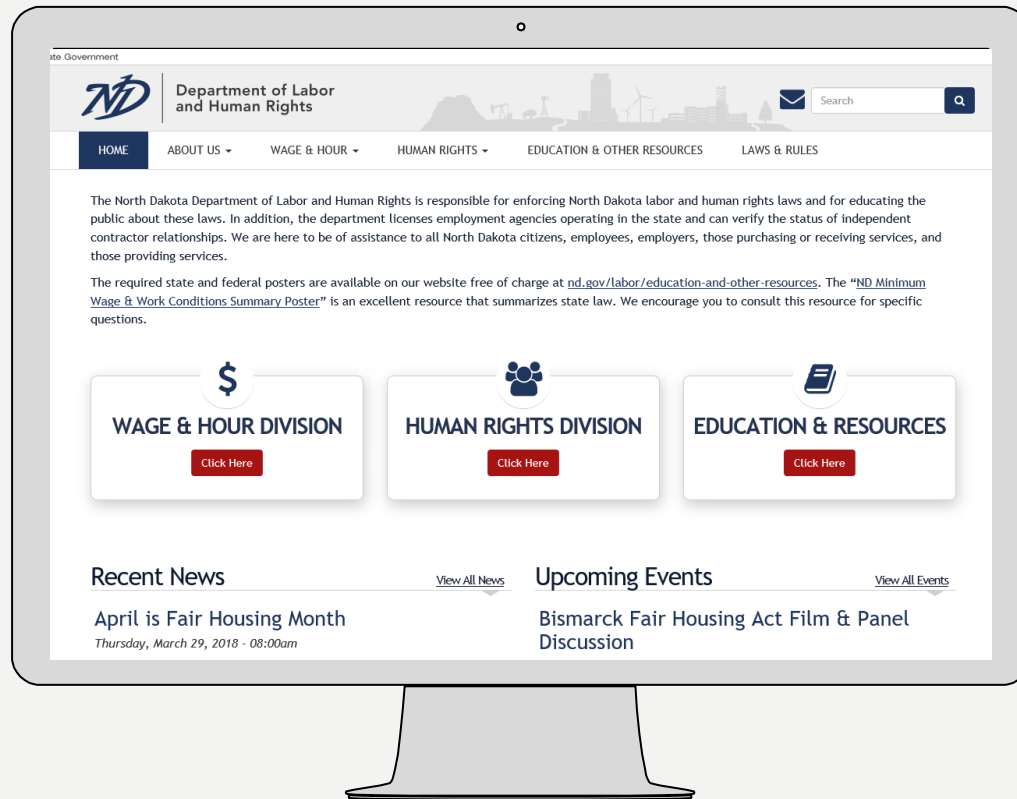 ate Government
ND
Department of Labor
and Human Rights
Search
HOME ABOUT US WAGE & HOUR HUMAN RIGHTS EDUCATION & OTHER RESOURCES LAWS & RULES
The North Dakota Department of Labor and Human Rights is responsible for enforcing North Dakota labor and human rights laws and for educating the
public about these laws. In addition, the department licenses employment agencies operating in the state and can verify the status of independent
contractor relationships. We are here to be of assistance to all North Dakota citizens, employees, employers, those purchasing or receiving services, and
those providing services.
The required state and federal posters are available on our website free of charge at nd.gov/labor/education-and-other-resources. The “ND Minimum
Wage & Work Conditions Summary Poster” is an excellent resource that summarizes state law. We encourage you to consult this resource for specific
questions.
$
WAGE & HOUR DIVISION
Click Here
HUMAN RIGHTS DIVISION
Click Here
EDUCATION & RESOURCES
Click Here
Recent News
View All News
April is Fair Housing Month
Thursday, March 29, 2018 - 08:00am
Upcoming Events
View All Events
Bismarck Fair Housing Act Film & Panel
Discussion